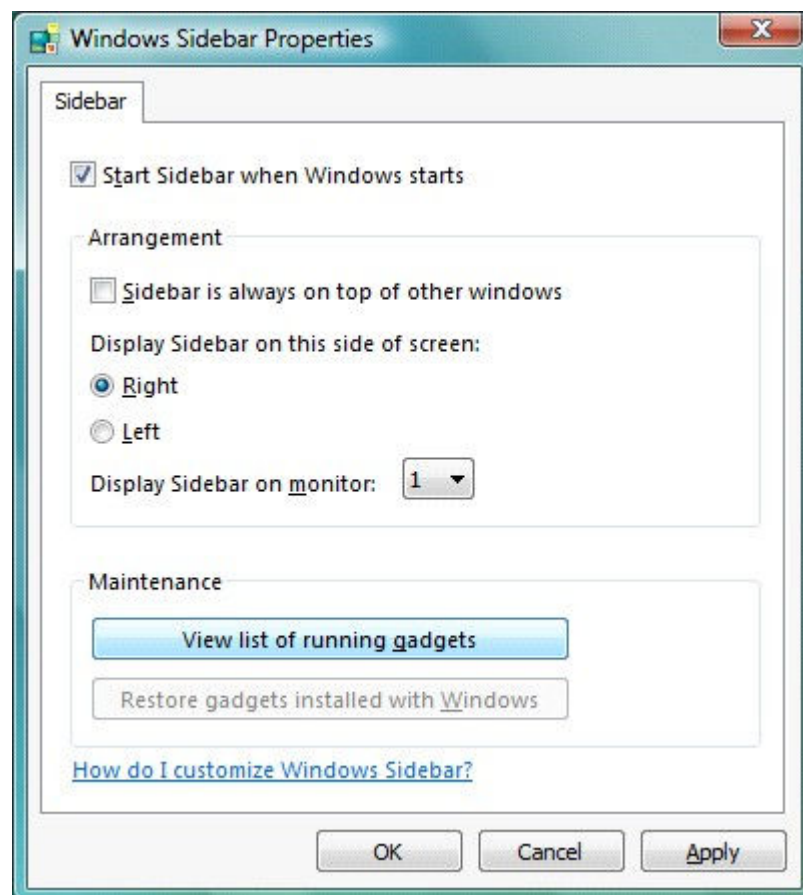 Windows Sidebar Properties
Sidebar
Start Sidebar when Windows starts
Arrangement
Sidebar is always on top of other windows
Display Sidebar on this side of screen:
Right
Left
Display Sidebar on monitor: 1
Maintenance
View list of running gadgets
Restore gadgets installed with Windows
How do I customize Windows Sidebar?
OK Cancel Apply